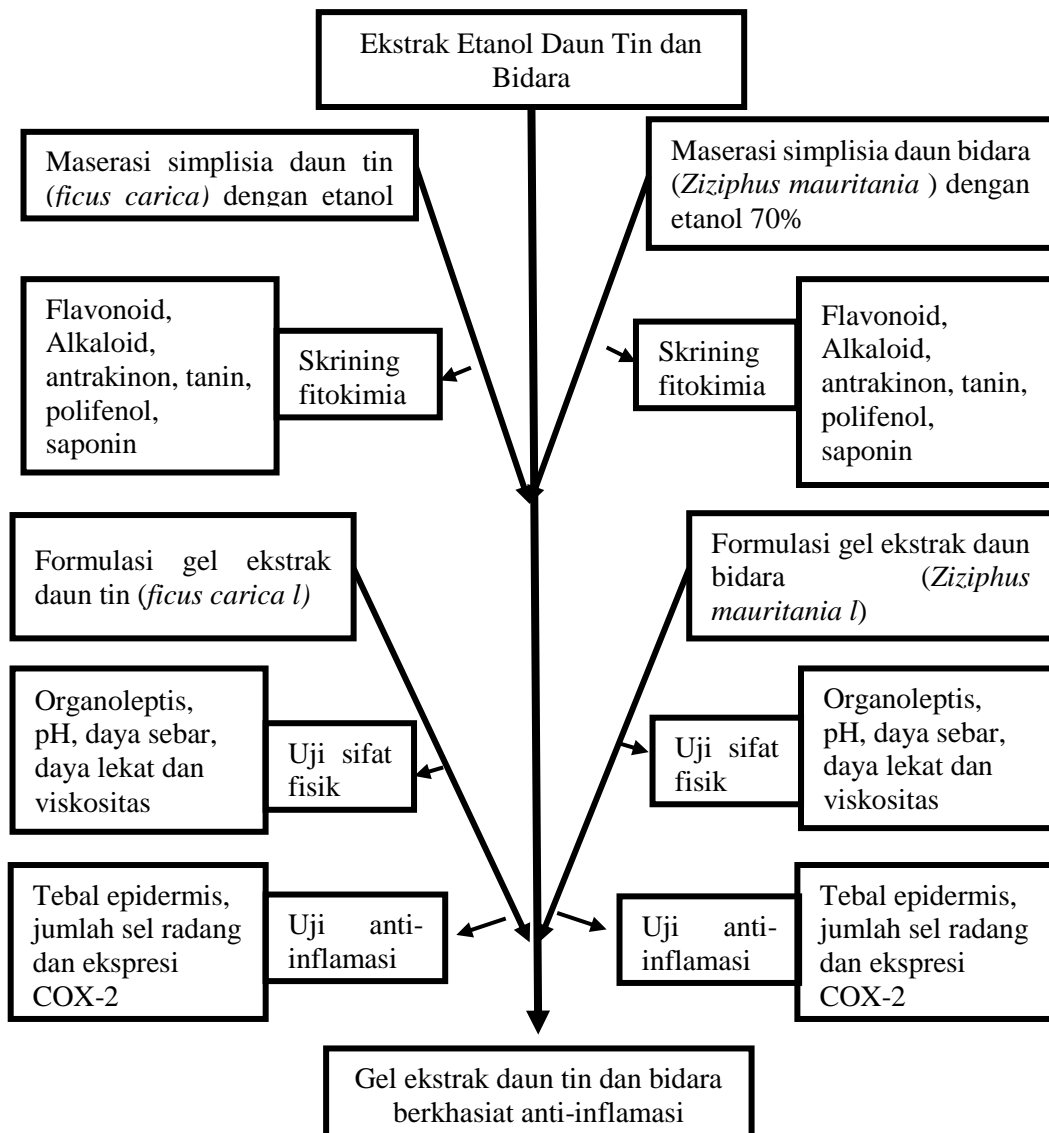 Ekstrak Etanol Daun Tin dan
Bidara
Maserasi simplisia daun tin
(ficus carica) dengan etanol
Maserasi simplisia daun bidara
(Ziziphus mauritania ) dengan
etanol 70%
Flavonoid,
Alkaloid,
antrakinon, tanin,
polifenol,
saponin
Skrining
fitokimia
Skrining
fitokimia
Flavonoid,
Alkaloid,
antrakinon, tanin,
polifenol,
saponin
Formulasi gel ekstrak
daun tin (ficus carica l)
Formulasi gel ekstrak daun
bidara (Ziziphus
mauritania l)
Organoleptis,
pH, daya sebar,
daya lekat dan
viskositas
Uji sifat
fisik
Uji sifat
fisik
Organoleptis,
pH, daya sebar,
daya lekat dan
viskositas
Tebal epidermis,
jumlah sel radang
dan ekspresi
COX-2
Uji anti-
inflamasi
Uji anti-
inflamasi
Tebal epidermis,
jumlah sel radang
dan ekspresi
COX-2
Gel ekstrak daun tin dan bidara
berkhasiat anti-inflamasi